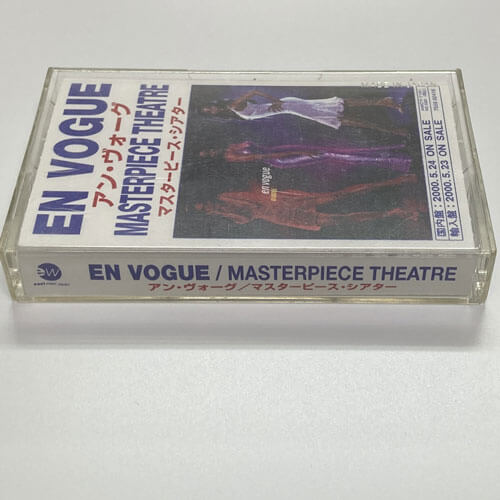 EN VOGUE
アン・ヴォーグ
MASTERPIECE THEATRE
マスターピース・シアター
en vogue
国内盤：2000. 5. 24 ON SALE
輸入盤：2000. 5. 23 ON SALE
ew
EN VOGUE / MASTERPIECE THEATRE
アン・ヴォーグ／マスターピース・シアター